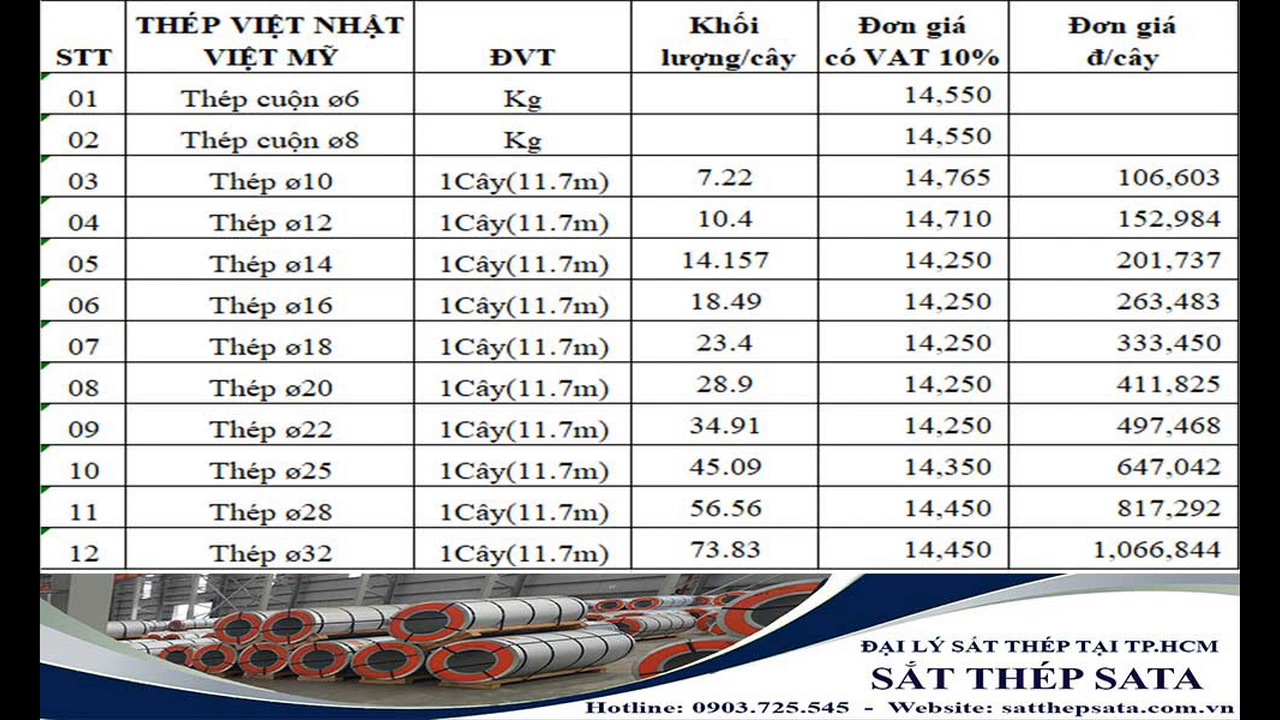 STT THÉP VIỆT NHẬT VIỆT MỸ ĐVT Khối lượng/cây Đơn giá có VAT 10% Đơn giá đ/cây
01 Thép cuộn ø6 Kg 14,550
02 Thép cuộn ø8 Kg 14,550
03 Thép ø10 1Cây(11.7m) 7.22 14,765 106,603
04 Thép ø12 1Cây(11.7m) 10.4 14,710 152,984
05 Thép ø14 1Cây(11.7m) 14.157 14,250 201,737
06 Thép ø16 1Cây(11.7m) 18.49 14,250 263,483
07 Thép ø18 1Cây(11.7m) 23.4 14,250 333,450
08 Thép ø20 1Cây(11.7m) 28.9 14,250 411,825
09 Thép ø22 1Cây(11.7m) 34.91 14,250 497,468
10 Thép ø25 1Cây(11.7m) 45.09 14,350 647,042
11 Thép ø28 1Cây(11.7m) 56.56 14,450 817,292
12 Thép ø32 1Cây(11.7m) 73.83 14,450 1,066,844
ĐẠI LÝ SẮT THÉP TẠI TP.HCM
SẮT THÉP SATA
Hotline: 0903.725.545 - Website: satthepsata.com.vn